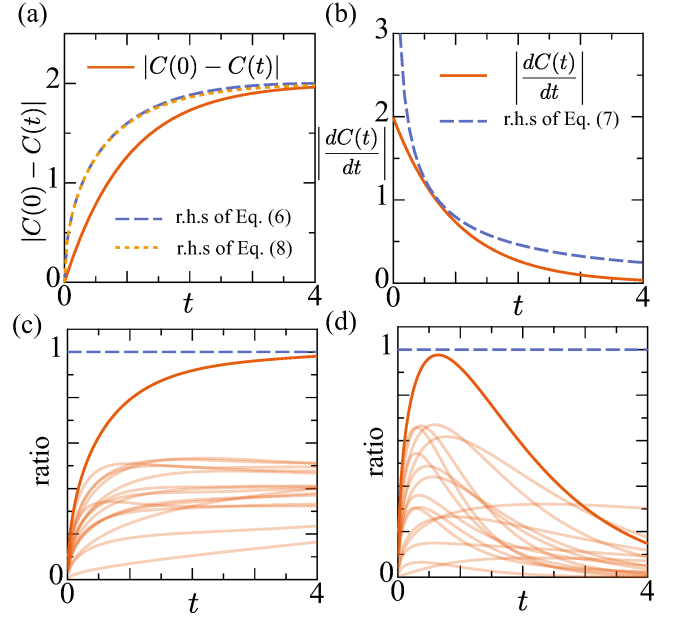 (a)
|C(0) − C(t)|
2
1
0
|C(0) − C(t)|
r.h.s of Eq. (6)
r.h.s of Eq. (8)
0
t
4
(b)
3
2
1
0
|dC(t)/dt|
|dC(t)/dt|
r.h.s of Eq. (7)
0
t
4
(c)
1
ratio
0
0
t
4
(d)
1
ratio
0
0
t
4